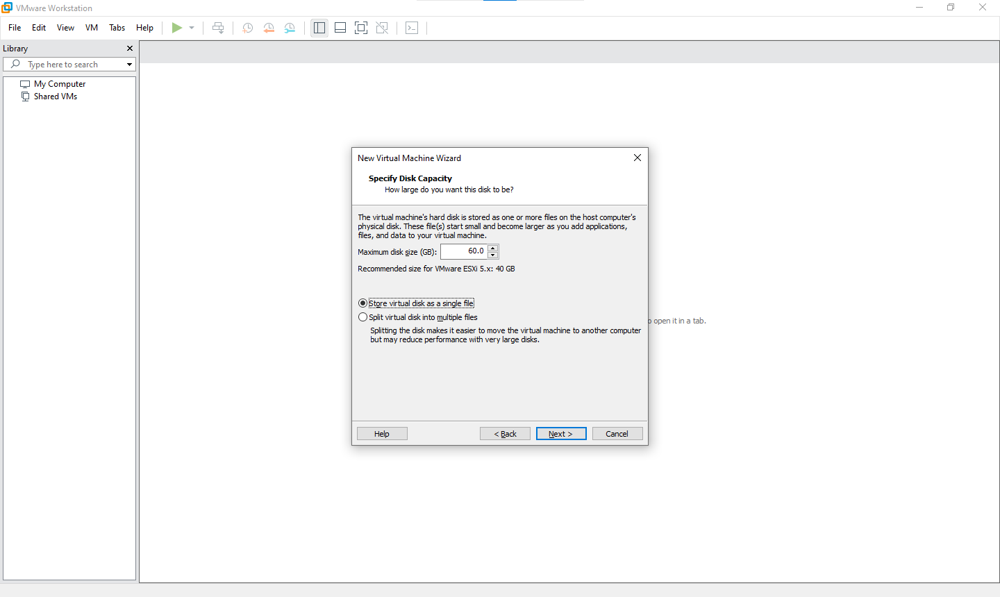 VMware Workstation
File Edit View VM Tabs Help
Library
Type here to search
My Computer
Shared VMs
New Virtual Machine Wizard
Specify Disk Capacity
How large do you want this disk to be?
The virtual machine's hard disk is stored as one or more files on the host computer's
physical disk. These file(s) start small and become larger as you add applications,
files, and data to your virtual machine.
Maximum disk size (GB): 60.0
Recommended size for VMware ESXi 5.x: 40 GB
Store virtual disk as a single file
Split virtual disk into multiple files
open it in a tab.
Splitting the disk makes it easier to move the virtual machine to another computer
but may reduce performance with very large disks.
Help < Back Next > Cancel